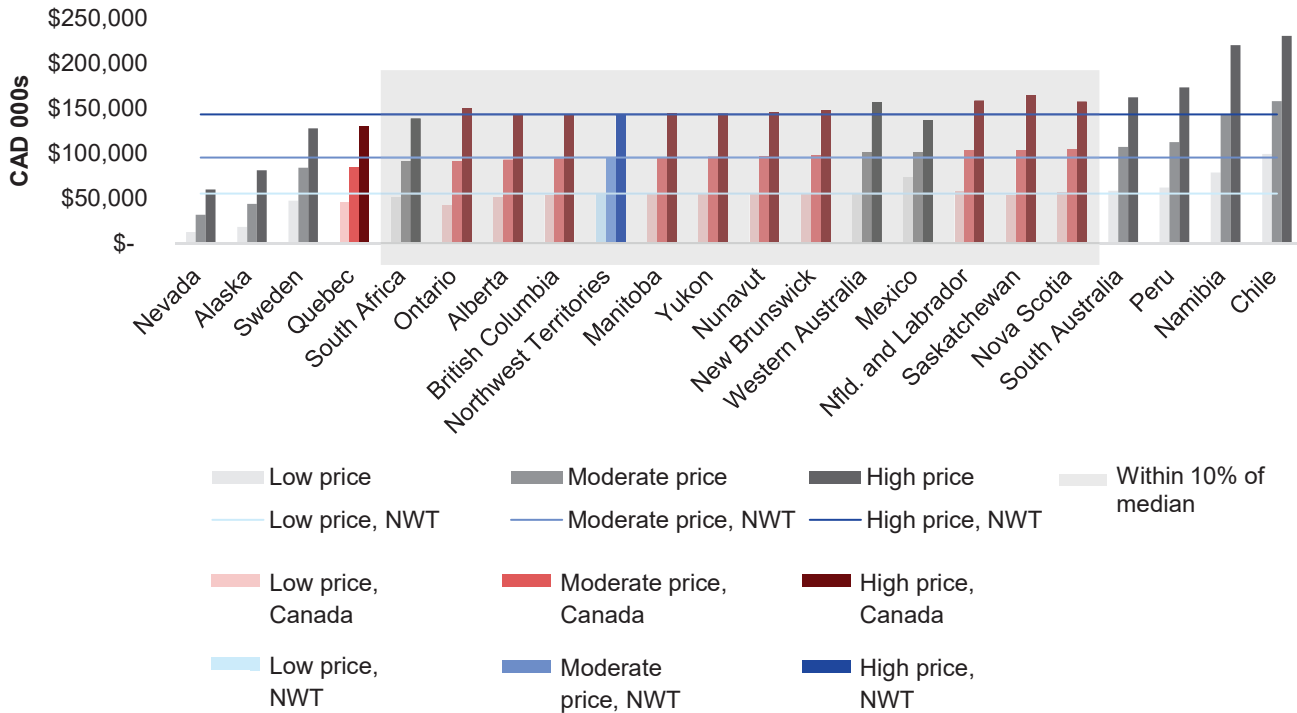 $250,000
$200,000
$150,000
$100,000
$50,000
$-
CAD 000s
Nevada
Alaska
Sweden
Quebec
South Africa
Ontario
Alberta
British Columbia
Northwest Territories
Manitoba
Yukon
Nunavut
New Brunswick
Western Australia
Mexico
Nfld. and Labrador
Saskatchewan
Nova Scotia
South Australia
Peru
Namibia
Chile
Low price
Moderate price
High price
Within 10% of
median
Low price, NWT
Moderate price, NWT
High price, NWT
Low price,
Canada
Moderate price,
Canada
High price,
Canada
Low price,
NWT
Moderate
price, NWT
High price,
NWT